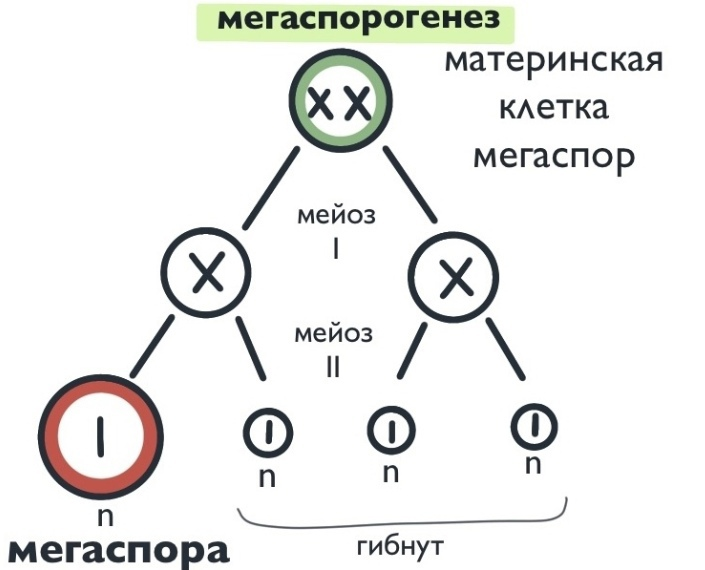 мегаспорогенез
материнская
клетка
мегаспор
X X
мейоз
I
X
X
мейоз
II
I
I
I
I
n
n
n
n
мегаспора
гибнут